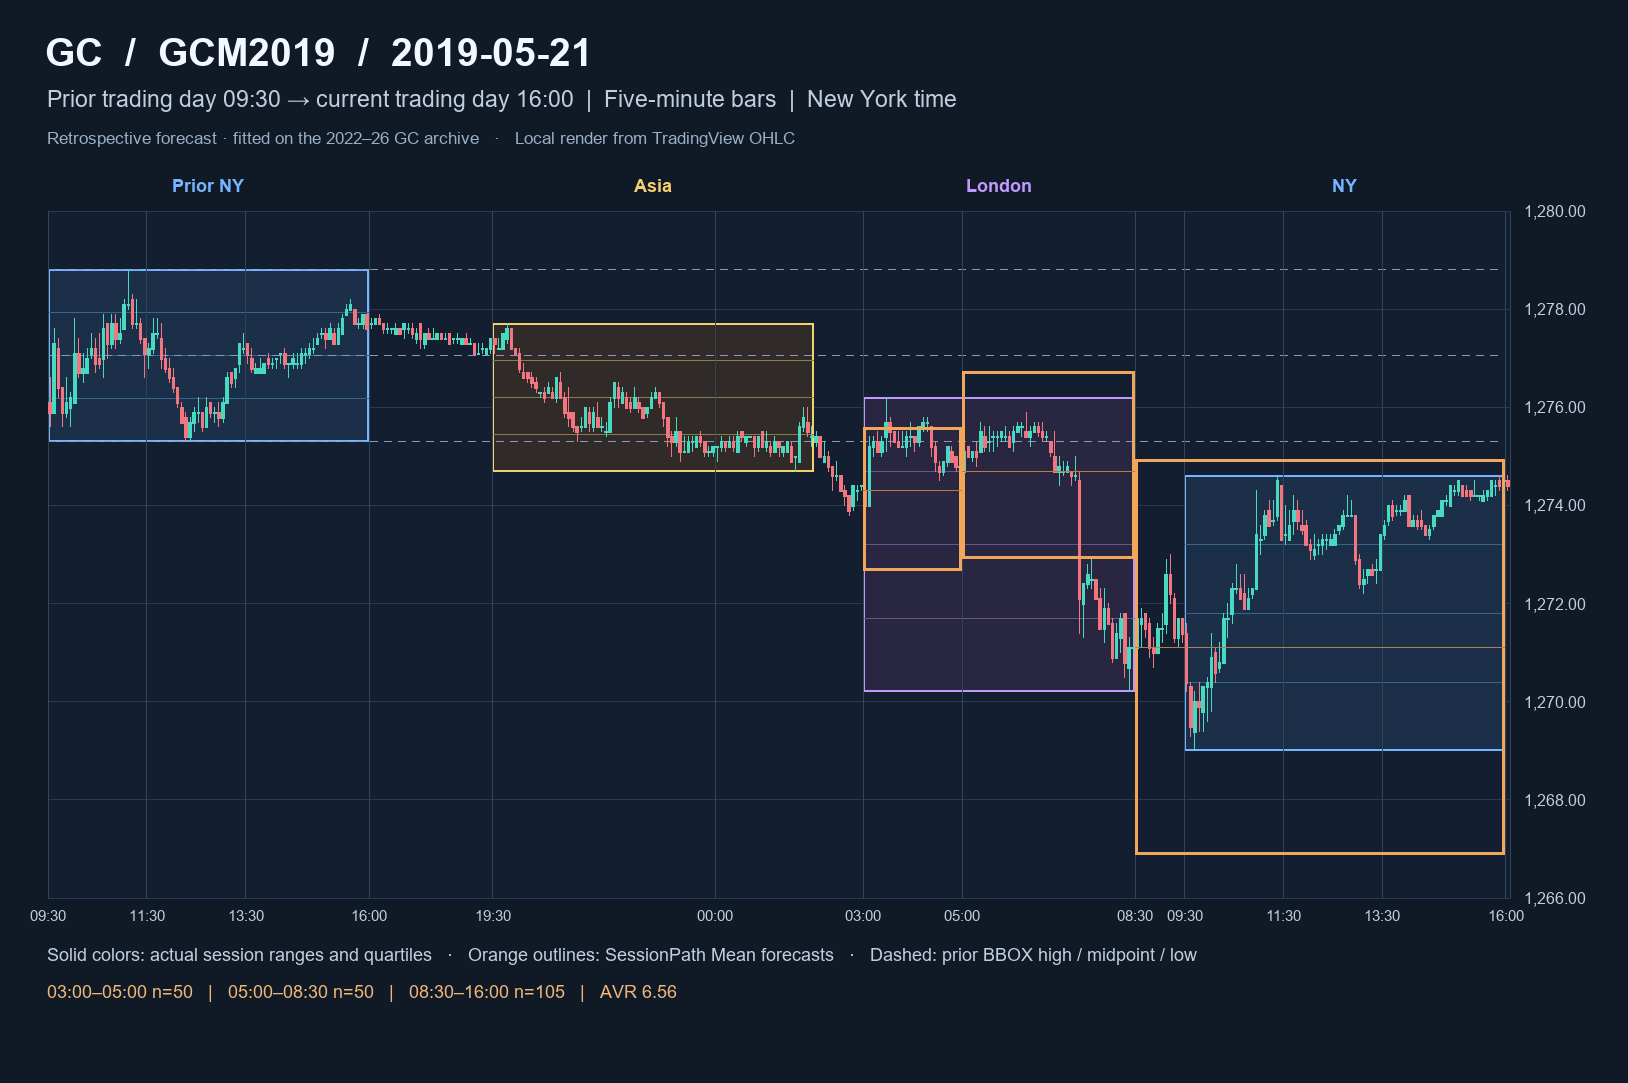 GC / GCM2019 / 2019-05-21
Prior trading day 09:30 → current trading day 16:00 | Five-minute bars | New York time
Retrospective forecast · fitted on the 2022–26 GC archive · Local render from TradingView OHLC
Prior NY Asia London NY
1,280.00
1,278.00
1,276.00
1,274.00
1,272.00
1,270.00
1,268.00
1,266.00
09:30 11:30 13:30 16:00 19:30 00:00 03:00 05:00 08:30 09:30 11:30 13:30 16:00
Solid colors: actual session ranges and quartiles · Orange outlines: SessionPath Mean forecasts · Dashed: prior BBOX high / midpoint / low
03:00–05:00 n=50 | 05:00–08:30 n=50 | 08:30–16:00 n=105 | AVR 6.56